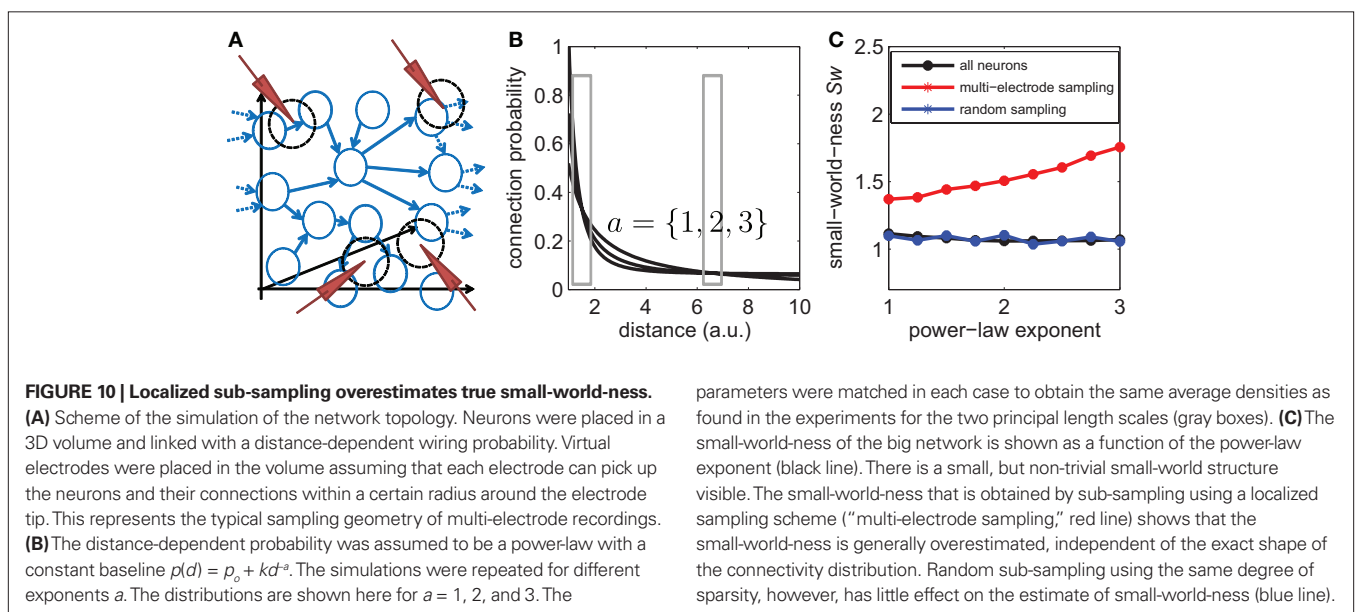 A
B
C
1
0.8
0.6
0.4
0.2
0
connection probability
a = {1, 2, 3}
2 4 6 8 10
distance (a.u.)
2.5
2
1.5
1
small−world−ness Sw
all neurons
multi−electrode sampling
random sampling
1 2 3
power−law exponent
FIGURE 10 | Localized sub-sampling overestimates true small-world-ness.
(A) Scheme of the simulation of the network topology. Neurons were placed in a
3D volume and linked with a distance-dependent wiring probability. Virtual
electrodes were placed in the volume assuming that each electrode can pick up
the neurons and their connections within a certain radius around the electrode
tip. This represents the typical sampling geometry of multi-electrode recordings.
(B) The distance-dependent probability was assumed to be a power-law with a
constant baseline p(d) = pₒ + kd⁻ᵃ. The simulations were repeated for different
exponents a. The distributions are shown here for a = 1, 2, and 3. The
parameters were matched in each case to obtain the same average densities as
found in the experiments for the two principal length scales (gray boxes). (C) The
small-world-ness of the big network is shown as a function of the power-law
exponent (black line). There is a small, but non-trivial small-world structure
visible. The small-world-ness that is obtained by sub-sampling using a localized
sampling scheme (“multi-electrode sampling,” red line) shows that the
small-world-ness is generally overestimated, independent of the exact shape of
the connectivity distribution. Random sub-sampling using the same degree of
sparsity, however, has little effect on the estimate of small-world-ness (blue line).